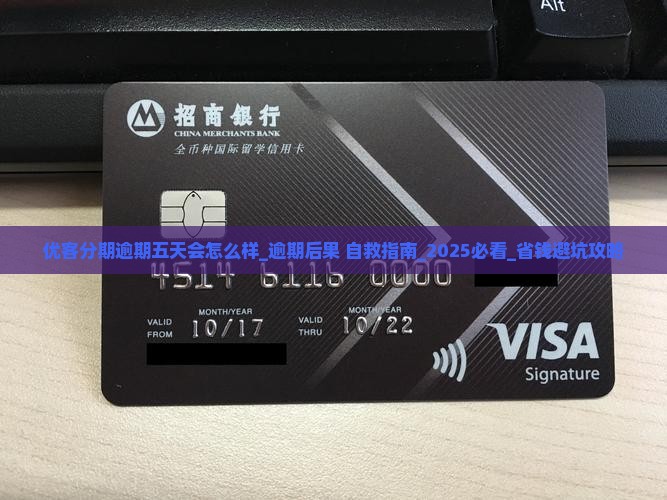 Alt
招商銀行
CHINA MERCHANTS BANK
全币种国际留学信用卡
优客分期逾期五天会怎么样_逾期后果 自救指南_2025必看_省钱避坑攻略
4514 6116 0000
MONTH/YEAR MONTH/YEAR
VALID FROM 10/17 VALID THRU 10/22
VISA
Signature